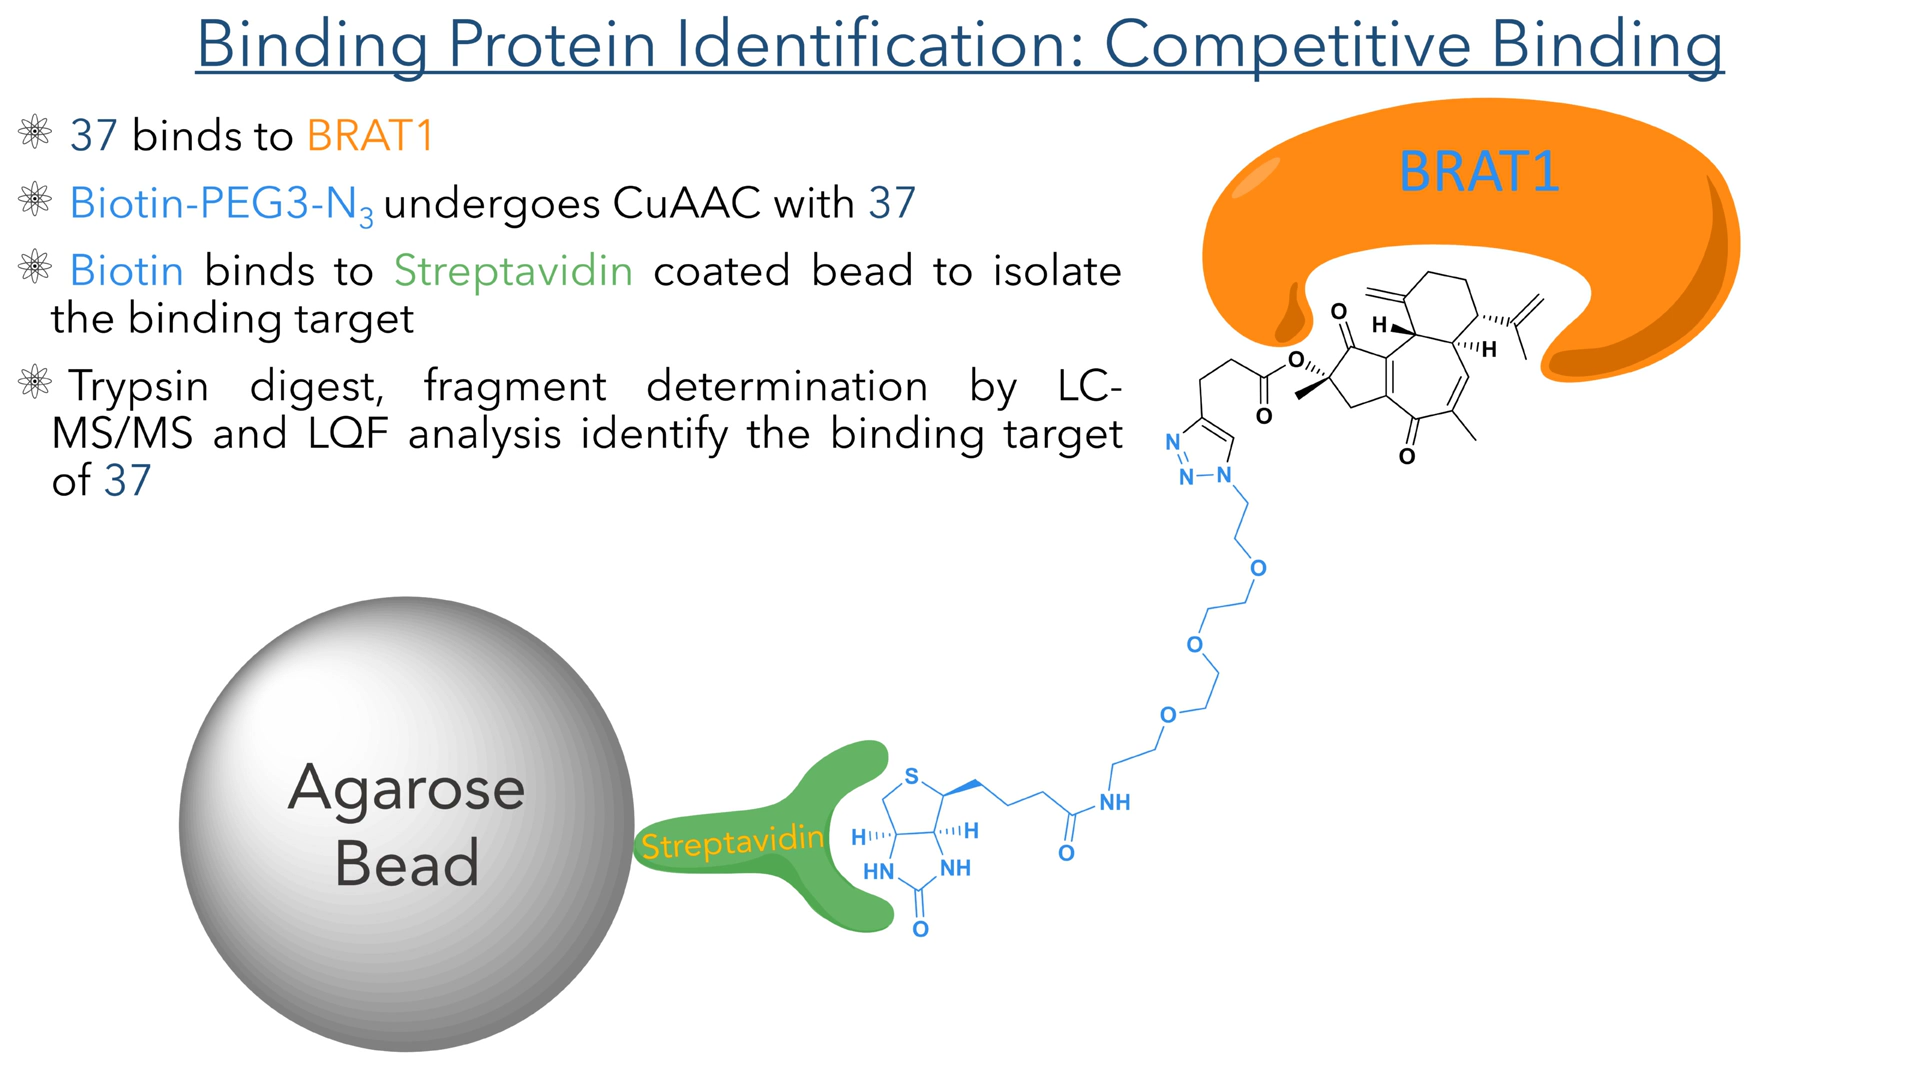 Binding Protein Identification: Competitive Binding
37 binds to BRAT1
Biotin-PEG3-N3 undergoes CuAAC with 37
Biotin binds to Streptavidin coated bead to isolate
the binding target
Trypsin digest, fragment determination by LC-
MS/MS and LQF analysis identify the binding target
of 37
BRAT1
O
H
H
O
O
O
N
N
N
O
O
O
NH
O
S
H
H
HN
NH
O
Streptavidin
Agarose
Bead